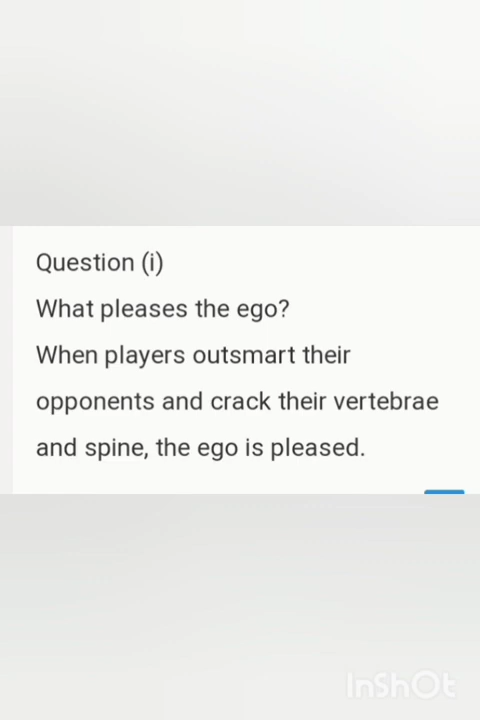 Question (i)
What pleases the ego?
When players outsmart their
opponents and crack their vertebrae
and spine, the ego is pleased.
InShOt